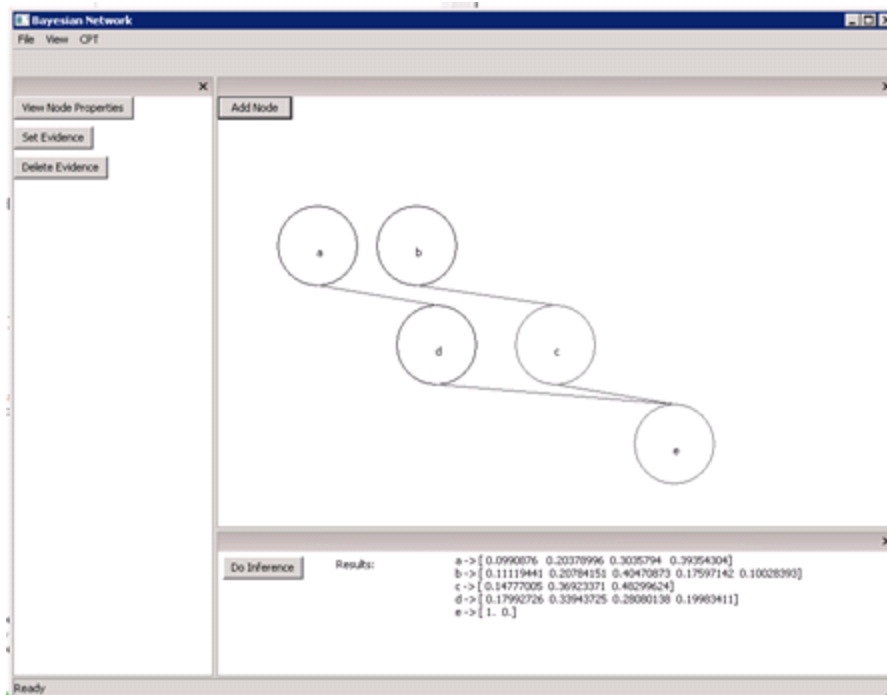 Bayesian Network
File View CPT
View Node Properties
Set Evidence
Delete Evidence
Add Node
a
b
d
c
e
Do Inference
Results:
a->[ 0.0990876 0.20378996 0.3035794 0.39354304]
b->[ 0.11119441 0.20784151 0.40470873 0.17597142 0.10028393]
c->[ 0.14777005 0.36923371 0.48299624]
d->[ 0.17992726 0.33943725 0.28080138 0.19983411]
e->[ 1. 0.]
Ready